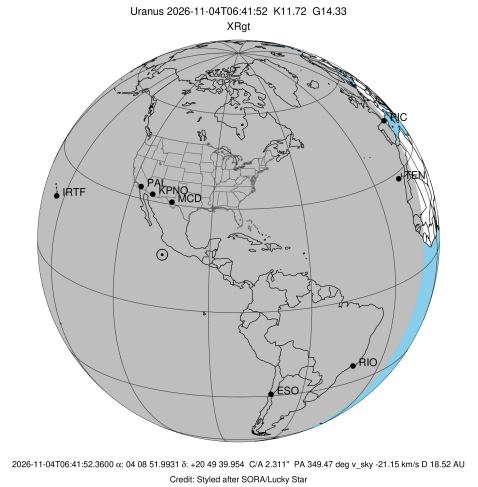 Uranus 2026-11-04T06:41:52 K11.72 G14.33
XRgt
PIC
TEN
IRTF
PAL
KPNO
MCD
RIO
ESO
2026-11-04T06:41:52.3600 α: 04 08 51.9931 δ: +20 49 39.954 C/A 2.311" PA 349.47 deg v_sky -21.15 km/s D 18.52 AU
Credit: Styled after SORA/Lucky Star